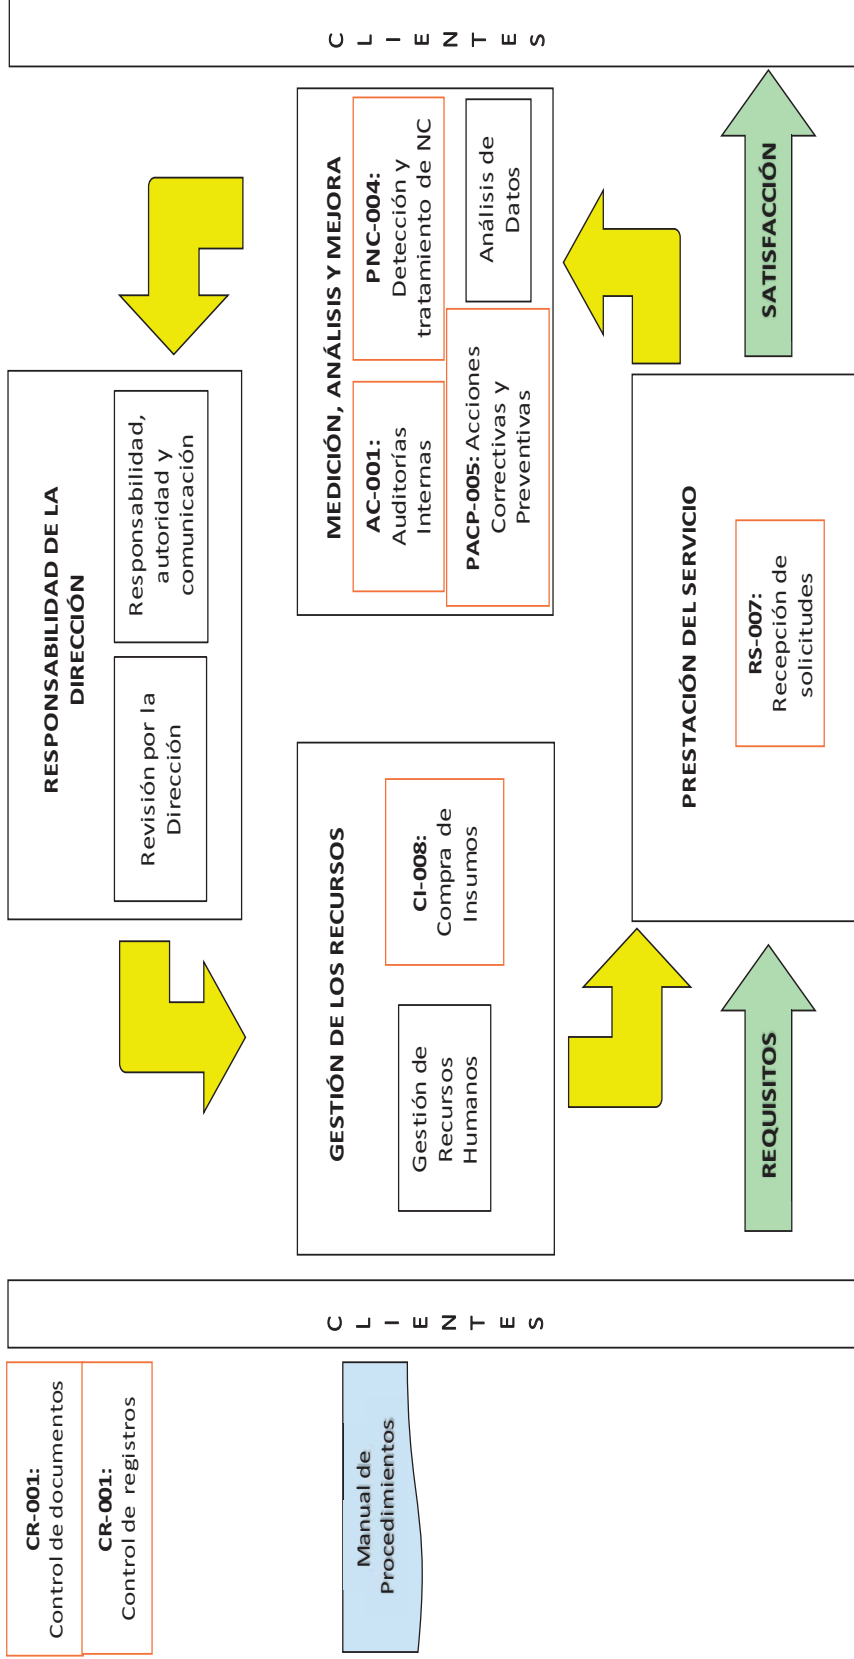 CR-001:
Control de documentos
CR-001:
Control de registros
Manual de
Procedimientos
C L I E N T E S
RESPONSABILIDAD DE LA
DIRECCIÓN
Revisión por la
Dirección
Responsabilidad,
autoridad y
comunicación
GESTIÓN DE LOS RECURSOS
Gestión de
Recursos
Humanos
CI-008:
Compra de
Insumos
MEDICIÓN, ANÁLISIS Y MEJORA
AC-001:
Auditorías
Internas
PNC-004:
Detección y
tratamiento de NC
PACP-005: Acciones
Correctivas y
Preventivas
Análisis de
Datos
REQUISITOS
PRESTACIÓN DEL SERVICIO
RS-007:
Recepción de
solicitudes
SATISFACCIÓN
C L I E N T E S